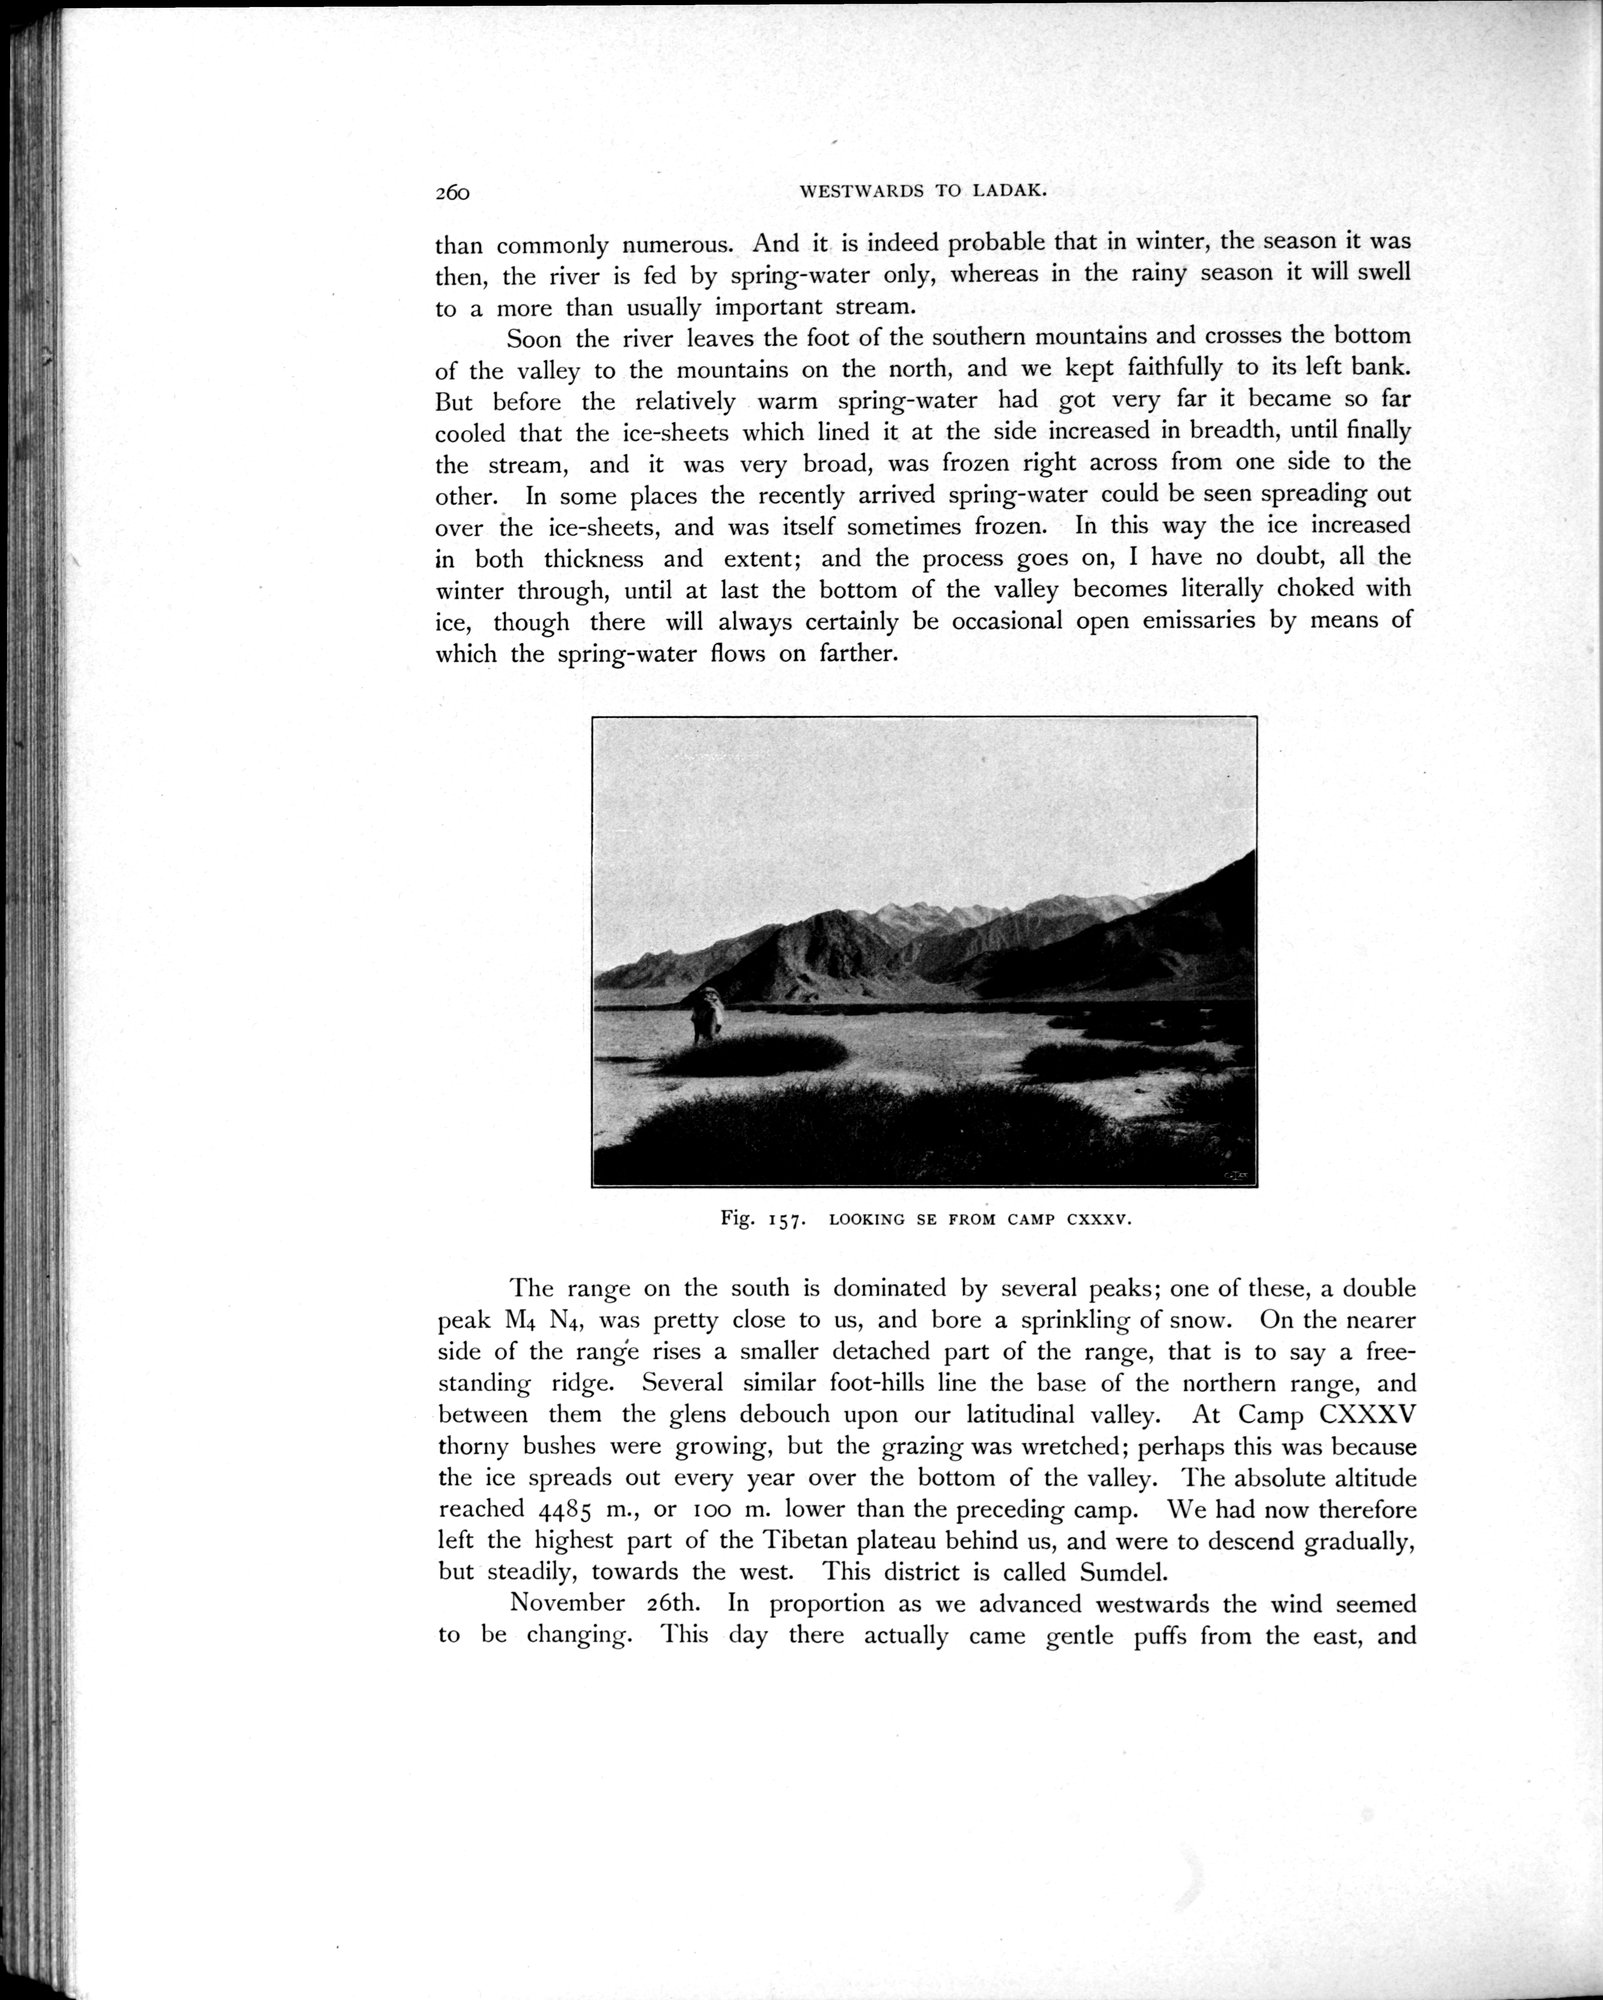 260
WESTWARDS TO LADAK.
than commonly numerous. And it is indeed probable that in winter, the season it was
then, the river is fed by spring-water only, whereas in the rainy season it will swell
to a more than usually important stream.
Soon the river leaves the foot of the southern mountains and crosses the bottom
of the valley to the mountains on the north, and we kept faithfully to its left bank.
But before the relatively warm spring-water had got very far it became so far
cooled that the ice-sheets which lined it at the side increased in breadth, until finally
the stream, and it was very broad, was frozen right across from one side to the
other. In some places the recently arrived spring-water could be seen spreading out
over the ice-sheets, and was itself sometimes frozen. In this way the ice increased
in both thickness and extent; and the process goes on, I have no doubt, all the
winter through, until at last the bottom of the valley becomes literally choked with
ice, though there will always certainly be occasional open emissaries by means of
which the spring-water flows on farther.
Fig. 157. LOOKING SE FROM CAMP CXXXV.
The range on the south is dominated by several peaks; one of these, a double
peak M4 N4, was pretty close to us, and bore a sprinkling of snow. On the nearer
side of the range rises a smaller detached part of the range, that is to say a free-
standing ridge. Several similar foot-hills line the base of the northern range, and
between them the glens debouch upon our latitudinal valley. At Camp CXXXV
thorny bushes were growing, but the grazing was wretched; perhaps this was because
the ice spreads out every year over the bottom of the valley. The absolute altitude
reached 4485 m., or 100 m. lower than the preceding camp. We had now therefore
left the highest part of the Tibetan plateau behind us, and were to descend gradually,
but steadily, towards the west. This district is called Sumdel.
November 26th. In proportion as we advanced westwards the wind seemed
to be changing. This day there actually came gentle puffs from the east, and